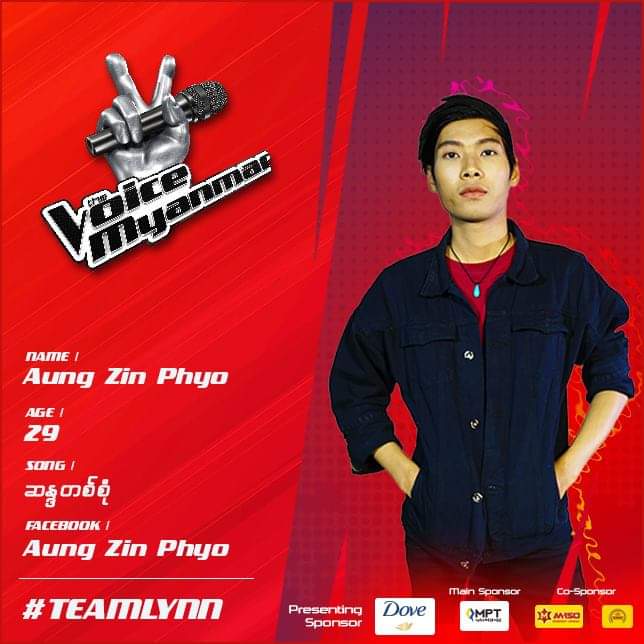 The
Voice
Myanmar
NAME /
Aung Zin Phyo
AGE /
29
SONG /
ဆန္ဒတစ်စုံ
FACEBOOK /
Aung Zin Phyo
#TEAMLYNN
Presenting
Sponsor
Dove
Main Sponsor
MPT
Co-Sponsor